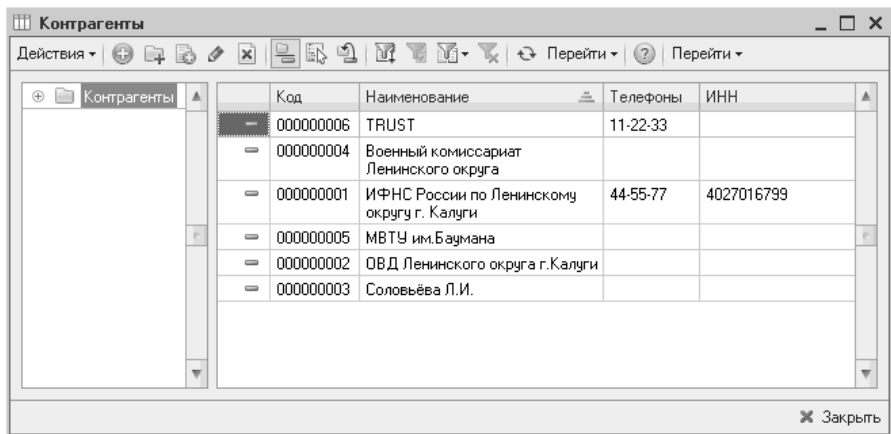 Контрагенты
Действия Перейти ? Перейти
Контрагенты
Код Наименование Телефоны ИНН
000000006 TRUST 11-22-33
000000004 Военный комиссариат
Ленинского округа
000000001 ИФНС России по Ленинскому 44-55-77 4027016799
округу г. Калуги
000000005 МВТУ им.Баумана
000000002 ОВД Ленинского округа г.Калуги
000000003 Соловьёва Л.И.
Закрыть